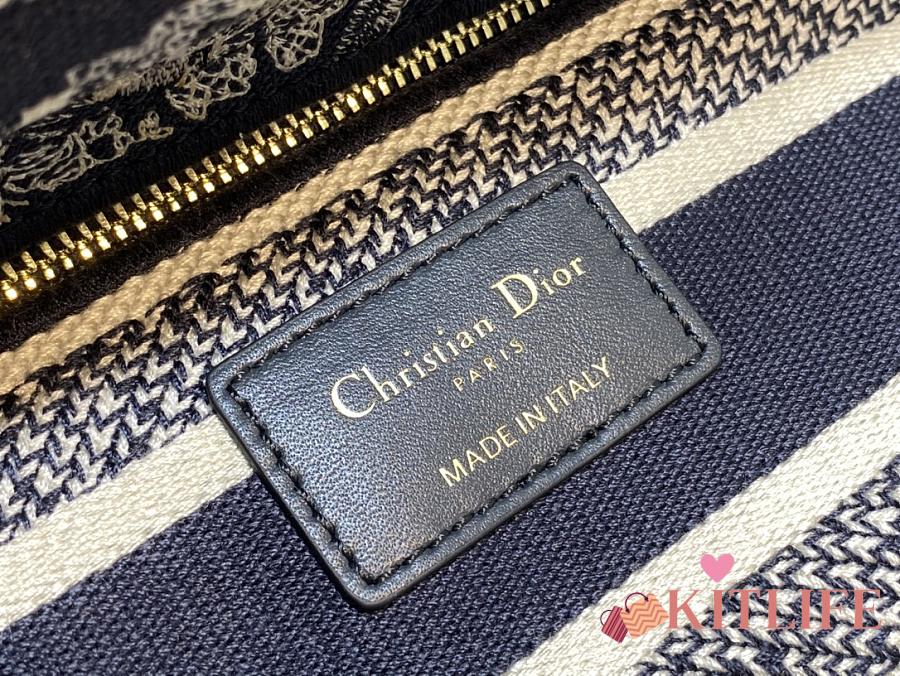 Christian Dior
PARIS
MADE IN ITALY
KITLIFE